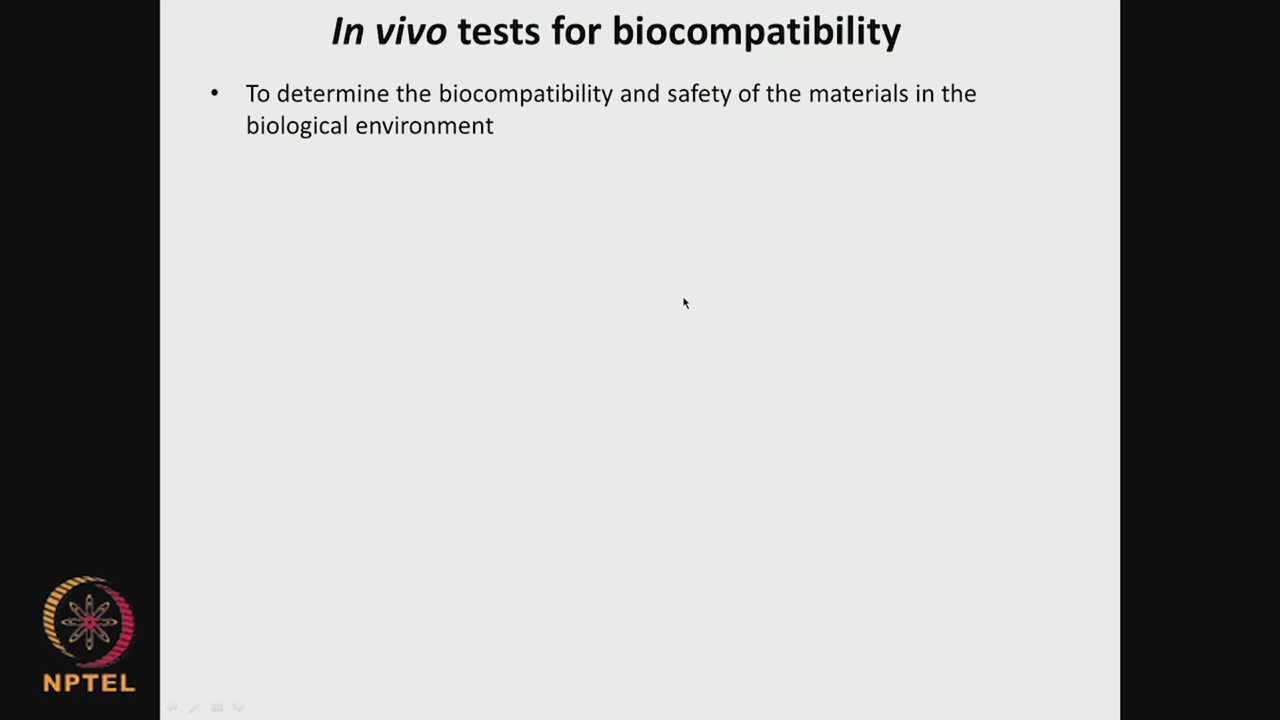 In vivo tests for biocompatibility
• To determine the biocompatibility and safety of the materials in the
biological environment
NPTEL